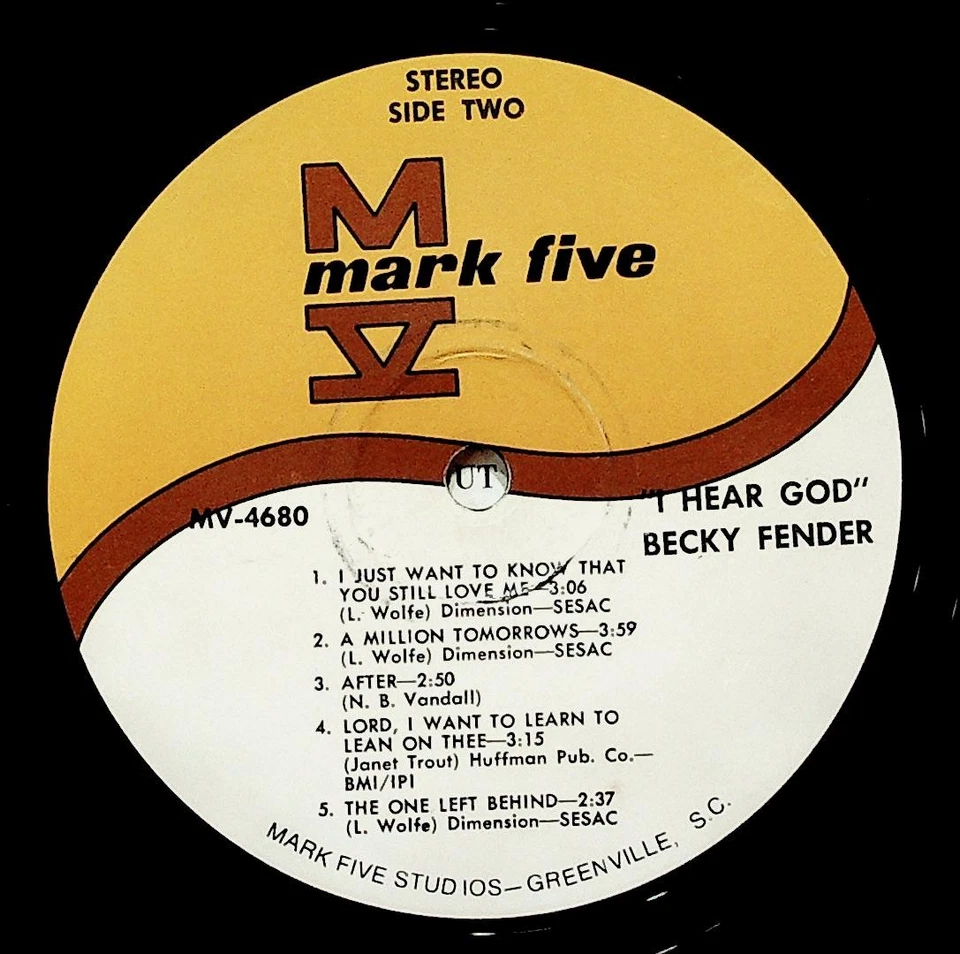 STEREO
SIDE TWO
M
mark five
V
UT
MV-4680
"I HEAR GOD"
BECKY FENDER
1. I JUST WANT TO KNOW THAT
YOU STILL LOVE ME—3:06
(L. Wolfe) Dimension—SESAC
2. A MILLION TOMORROWS—3:59
(L. Wolfe) Dimension—SESAC
3. AFTER—2:50
(N. B. Vandall)
4. LORD, I WANT TO LEARN TO
LEAN ON THEE—3:15
(Janet Trout) Huffman Pub. Co.—
BMI/IPI
5. THE ONE LEFT BEHIND—2:37
(L. Wolfe) Dimension—SESAC
MARK FIVE STUDIOS—GREENVILLE, S.C.